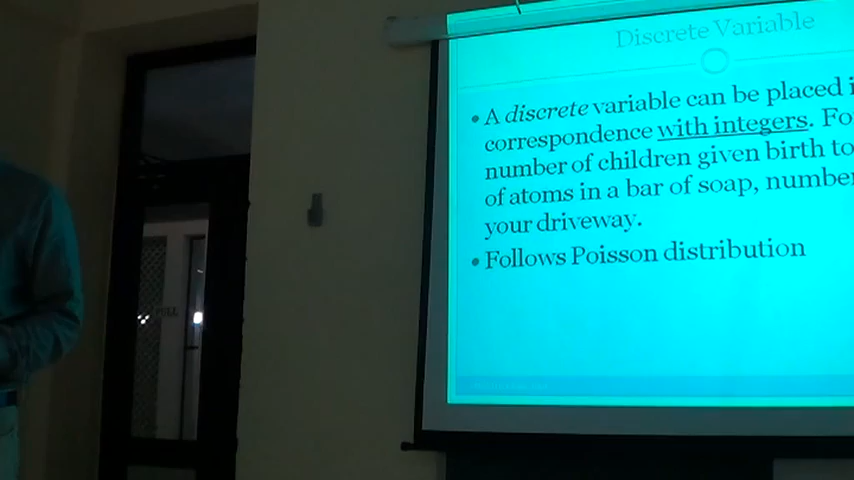 Discrete Variable
• A discrete variable can be placed
correspondence with integers. Fo
number of children given birth to
of atoms in a bar of soap, number
your driveway.
• Follows Poisson distribution